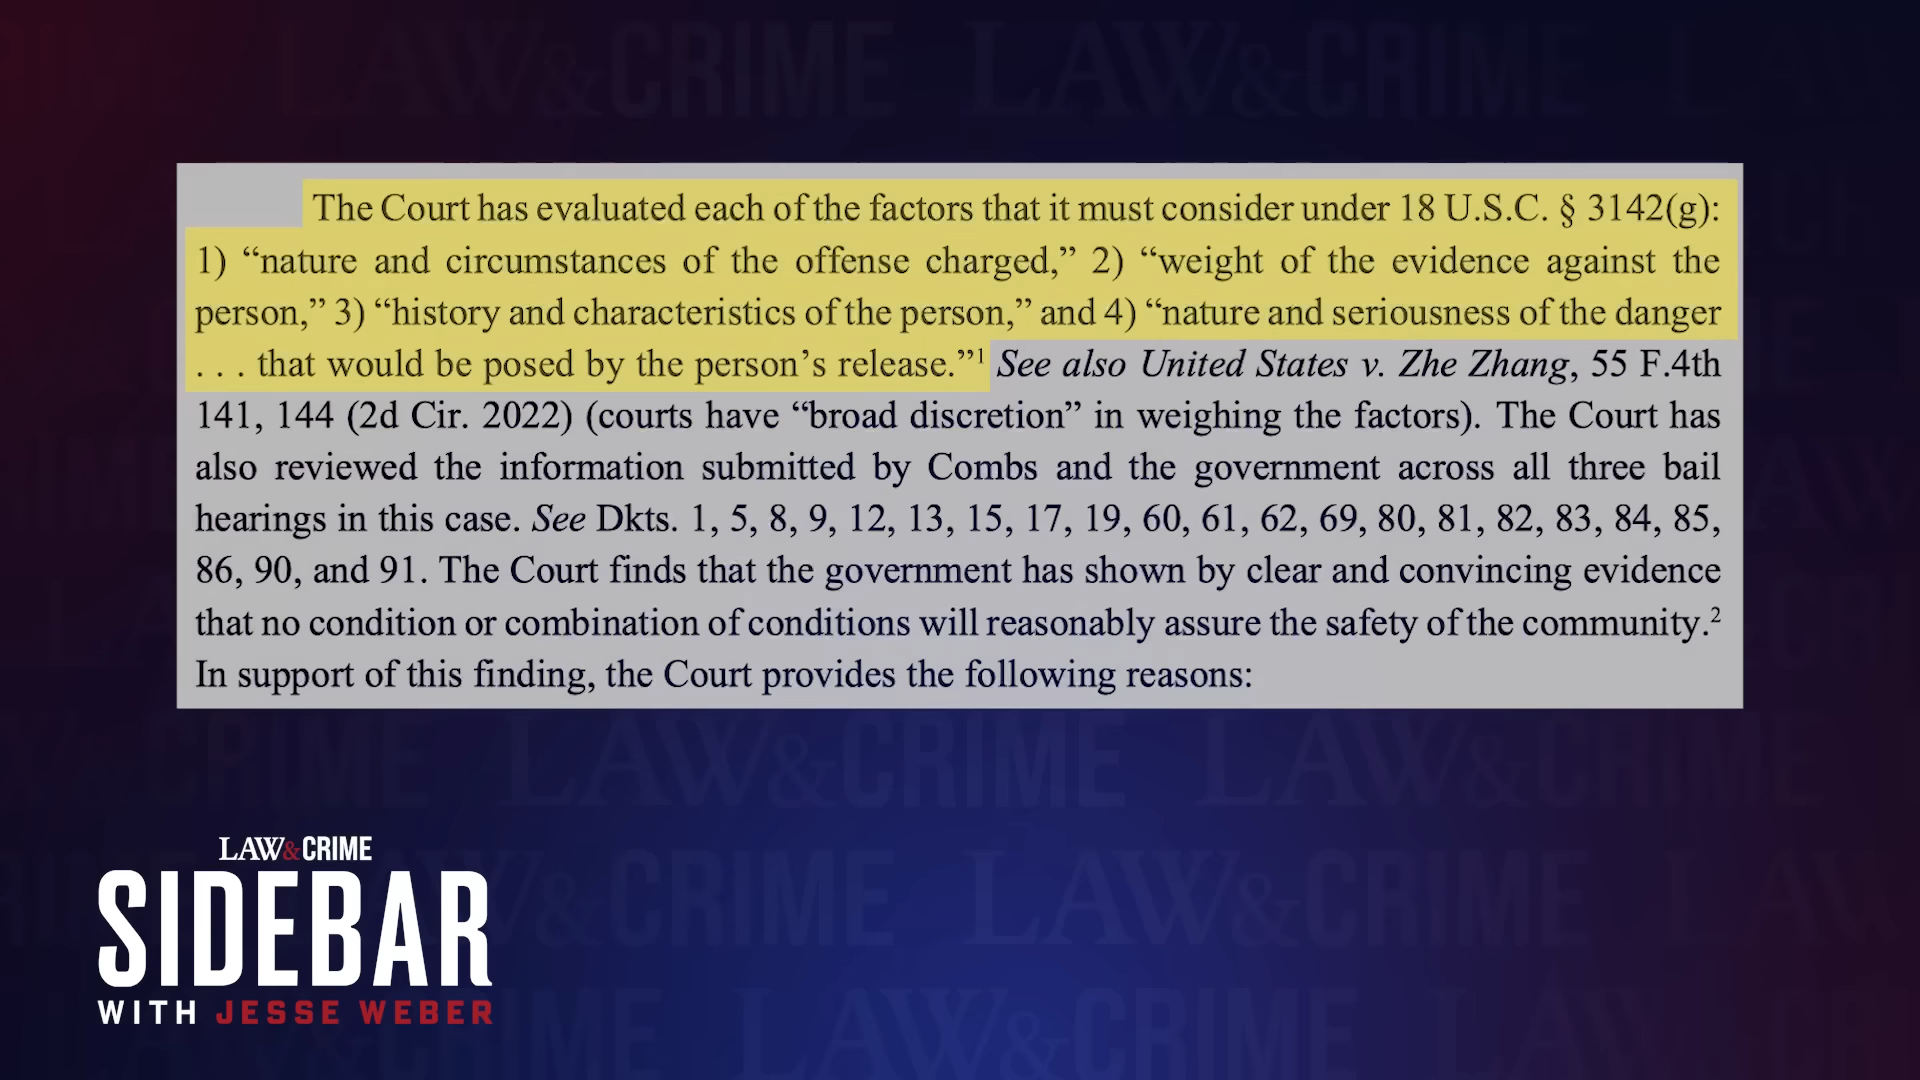 The Court has evaluated each of the factors that it must consider under 18 U.S.C. § 3142(g):
1) “nature and circumstances of the offense charged,” 2) “weight of the evidence against the
person,” 3) “history and characteristics of the person,” and 4) “nature and seriousness of the danger
. . . that would be posed by the person’s release.”¹ See also United States v. Zhe Zhang, 55 F.4th
141, 144 (2d Cir. 2022) (courts have “broad discretion” in weighing the factors). The Court has
also reviewed the information submitted by Combs and the government across all three bail
hearings in this case. See Dkts. 1, 5, 8, 9, 12, 13, 15, 17, 19, 60, 61, 62, 69, 80, 81, 82, 83, 84, 85,
86, 90, and 91. The Court finds that the government has shown by clear and convincing evidence
that no condition or combination of conditions will reasonably assure the safety of the community.²
In support of this finding, the Court provides the following reasons:
LAW&CRIME
SIDEBAR
WITH JESSE WEBER